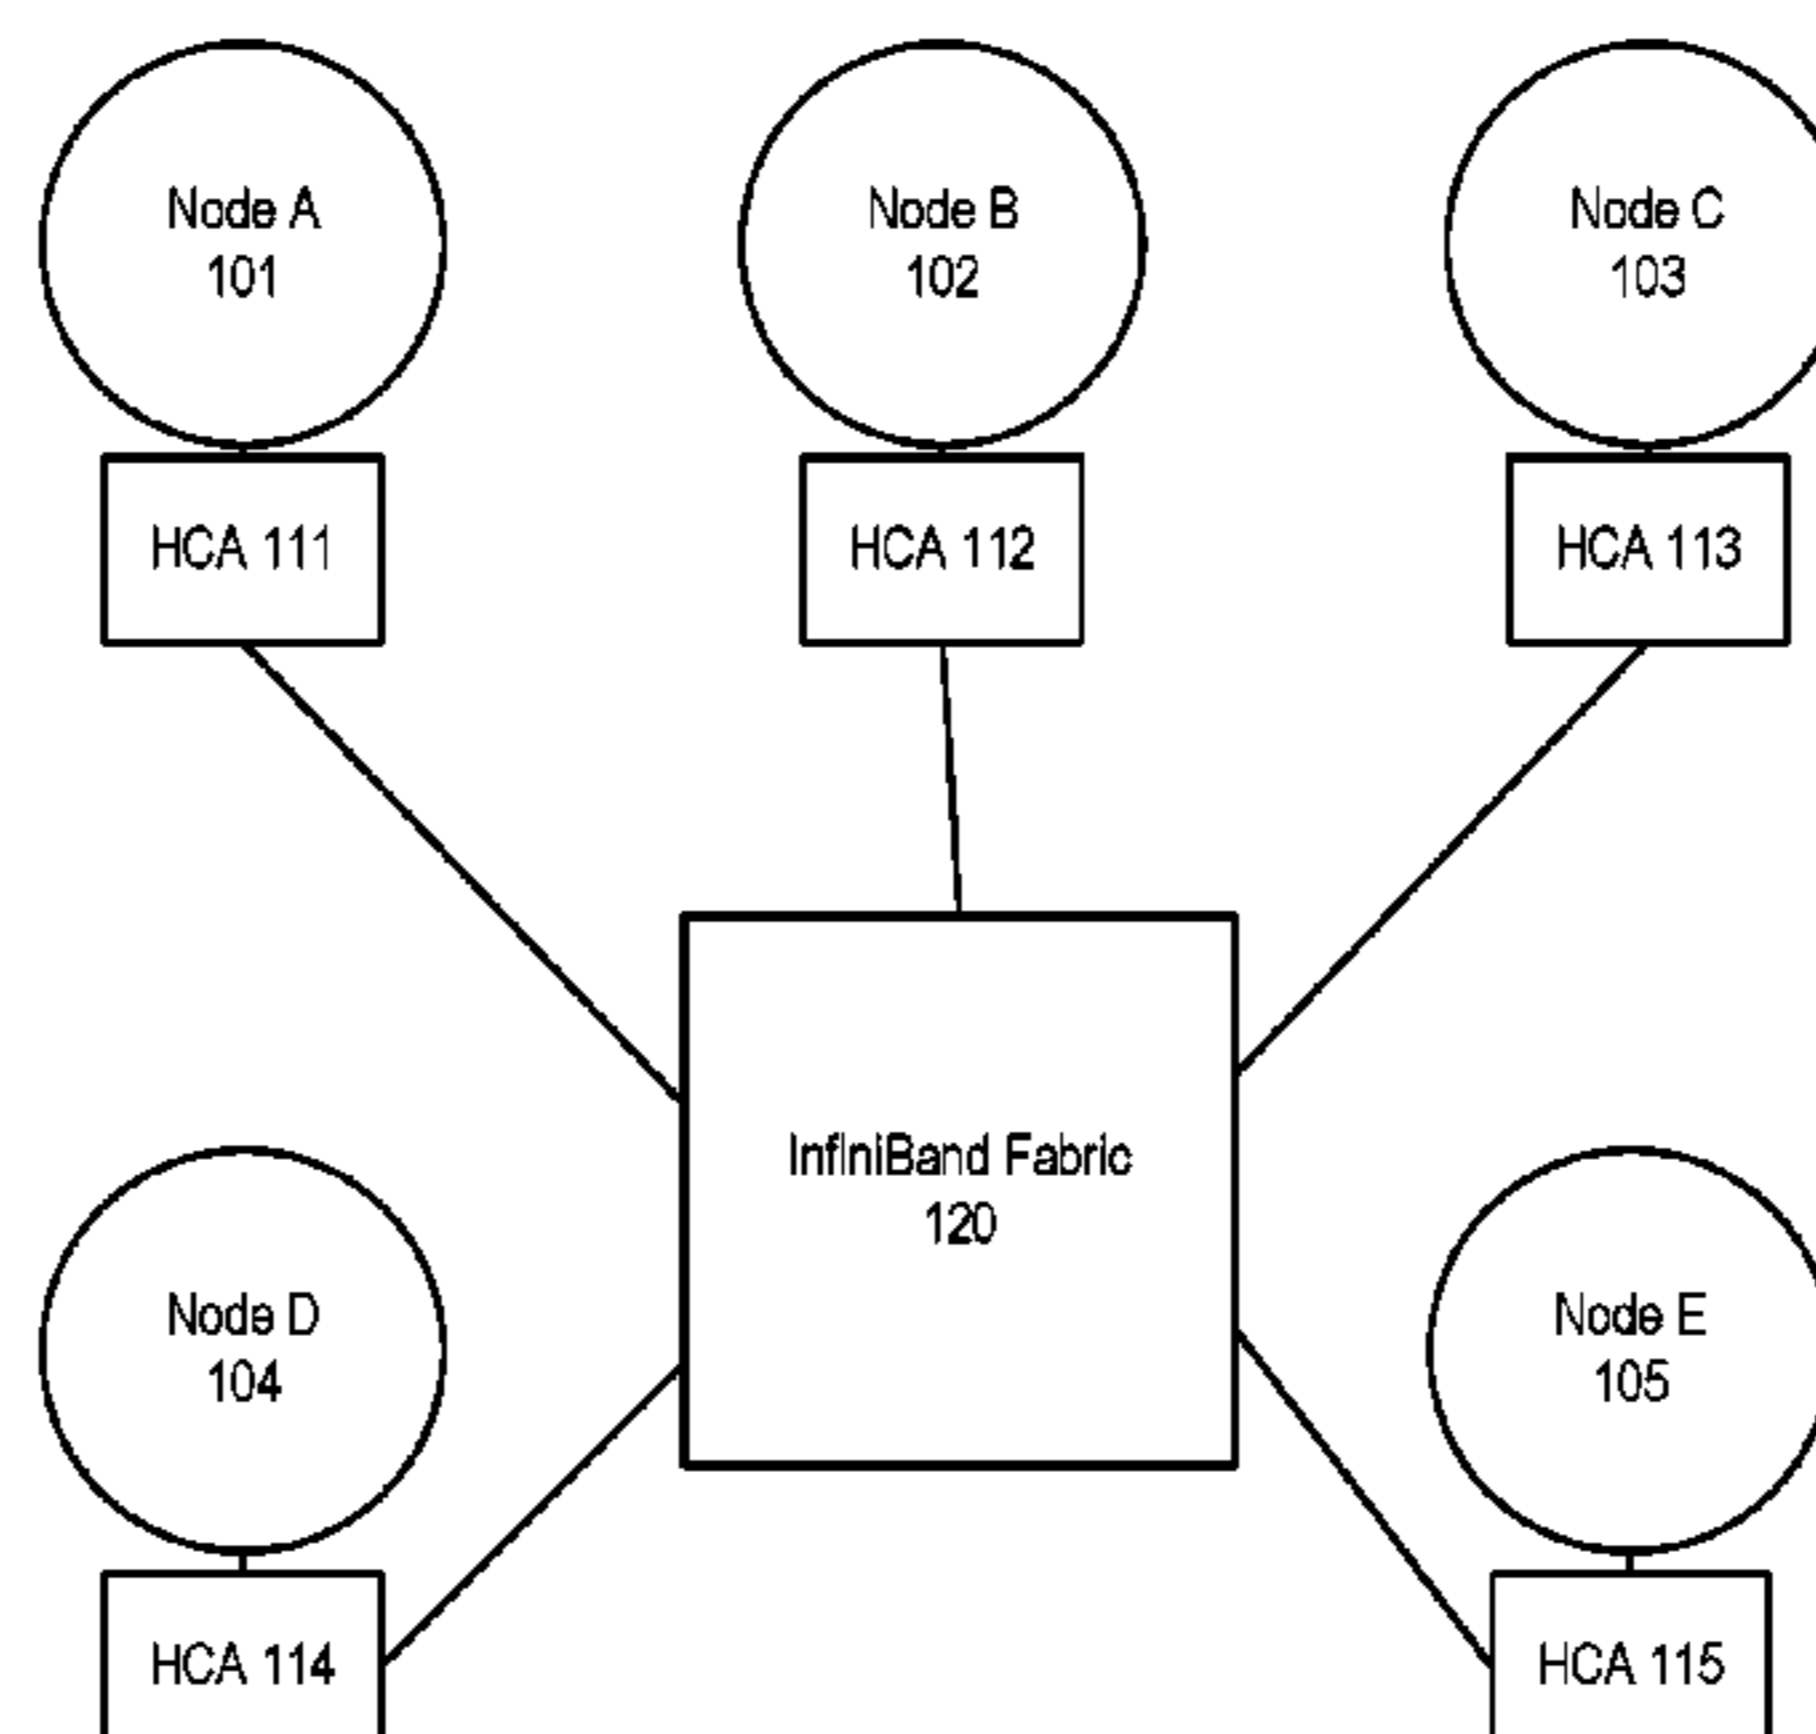 Node A
101
Node B
102
Node C
103
HCA 111
HCA 112
HCA 113
InfiniBand Fabric
120
Node D
104
Node E
105
HCA 114
HCA 115